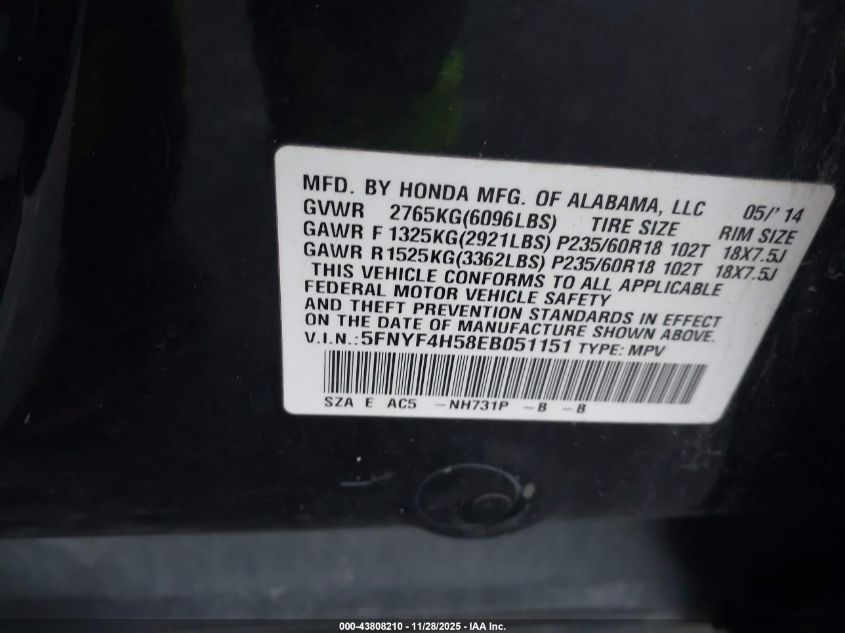 MFD. BY HONDA MFG. OF ALABAMA, LLC 05/'14
GVWR 2765KG(6096LBS) TIRE SIZE RIM SIZE
GAWR F 1325KG(2921LBS) P235/60R18 102T 18X7.5J
GAWR R 1525KG(3362LBS) P235/60R18 102T 18X7.5J
THIS VEHICLE CONFORMS TO ALL APPLICABLE
FEDERAL MOTOR VEHICLE SAFETY
AND THEFT PREVENTION STANDARDS IN EFFECT
ON THE DATE OF MANUFACTURE SHOWN ABOVE.
V.I.N.:5FNYF4H58EB051151 TYPE: MPV
SZA E AC5 -NH731P -B -B
000-43808210 - 11/28/2025 - IAA Inc.